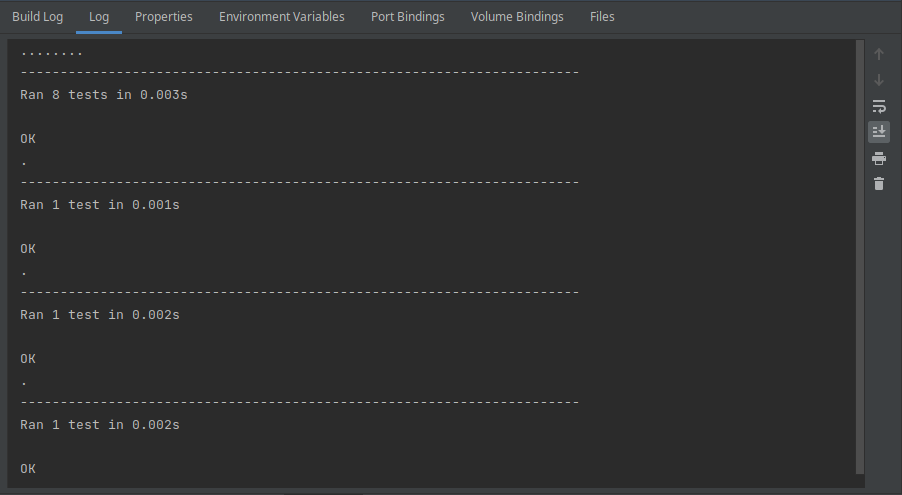 Build Log Log Properties Environment Variables Port Bindings Volume Bindings Files
........
----------------------------------------------------------------------
Ran 8 tests in 0.003s
OK
.
----------------------------------------------------------------------
Ran 1 test in 0.001s
OK
.
----------------------------------------------------------------------
Ran 1 test in 0.002s
OK
.
----------------------------------------------------------------------
Ran 1 test in 0.002s
OK